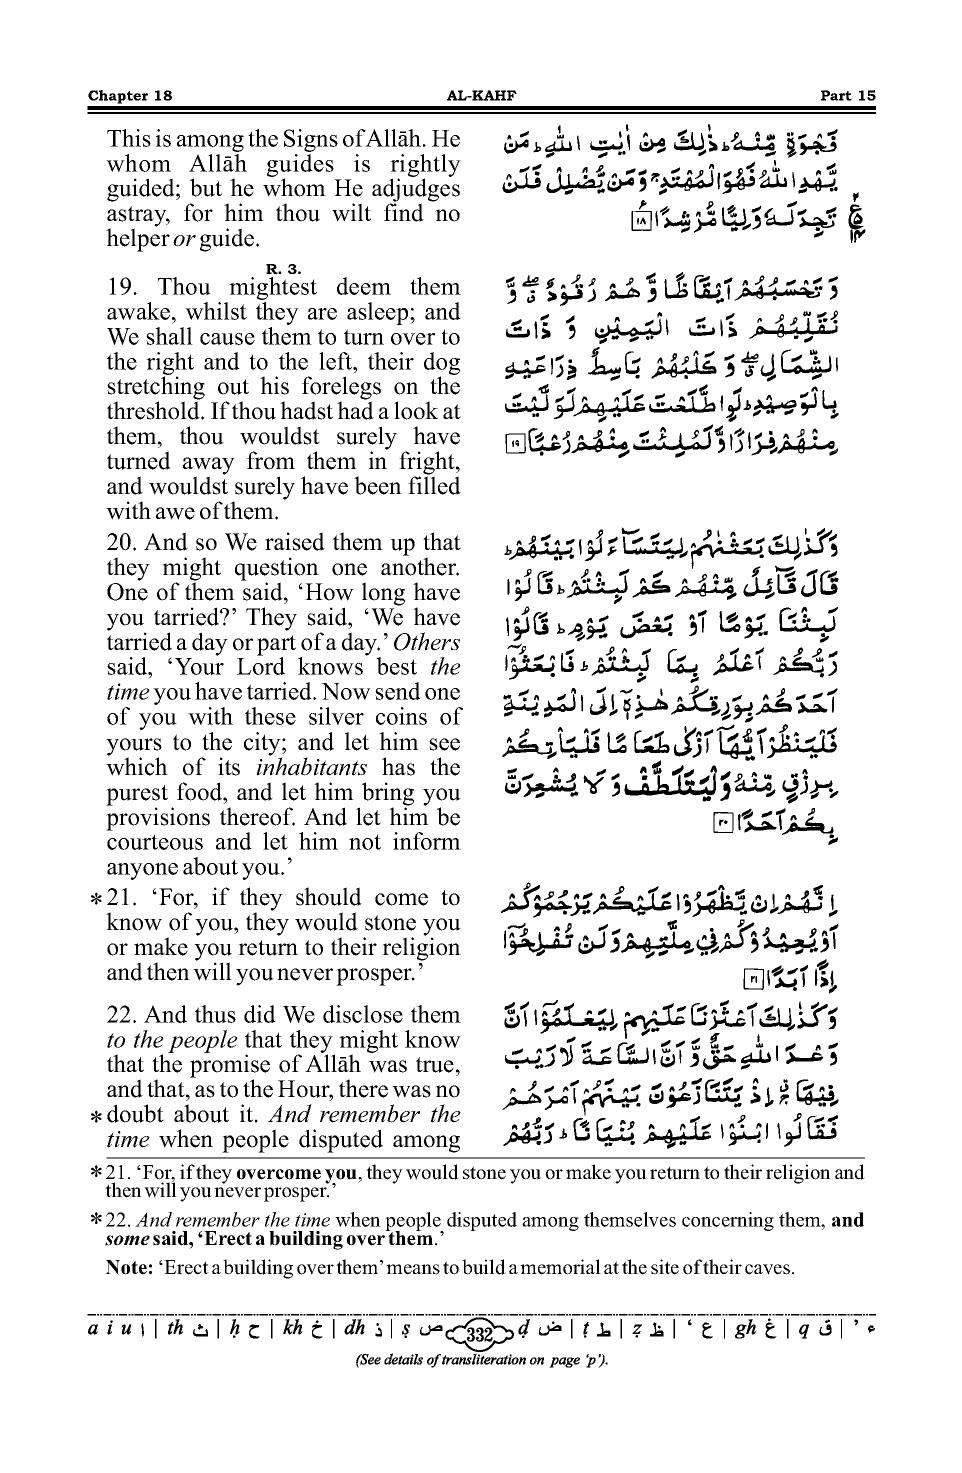 Chapter 18 AL-KAHF Part 15
This is among the Signs of Allāh. He
whom Allāh guides is rightly
guided; but he whom He adjudges
astray, for him thou wilt find no
helper or guide.
فَجْوَةٍ مِّنْهُ ؕ ذٰلِكَ مِنْ اٰيٰتِ اللّٰهِ ؕ مَنْ
يَّهْدِ اللّٰهُ فَهُوَ الْمُهْتَدِ ۚ وَ مَنْ يُّضْلِلْ فَلَنْ
تَجِدَ لَهٗ وَلِيًّا مُّرْشِدًا ۱۸
R. 3.
19. Thou mightest deem them
awake, whilst they are asleep; and
We shall cause them to turn over to
the right and to the left, their dog
stretching out his forelegs on the
threshold. If thou hadst had a look at
them, thou wouldst surely have
turned away from them in fright,
and wouldst surely have been filled
with awe of them.
وَ تَحْسَبُهُمْ اَيْقَاظًا وَّ هُمْ رُقُوْدٌ ۖ وَّ
نُقَلِّبُهُمْ ذَاتَ الْيَمِيْنِ وَ ذَاتَ
الشِّمَالِ ۖ وَ كَلْبُهُمْ بَاسِطٌ ذِرَاعَيْهِ
بِالْوَصِيْدِ ؕ لَوِ اطَّلَعْتَ عَلَيْهِمْ لَوَلَّيْتَ
مِنْهُمْ فِرَارًا وَّ لَمُلِئْتَ مِنْهُمْ رُعْبًا ۱۹
20. And so We raised them up that
they might question one another.
One of them said, ‘How long have
you tarried?’ They said, ‘We have
tarried a day or part of a day.’ Others
said, ‘Your Lord knows best the
time you have tarried. Now send one
of you with these silver coins of
yours to the city; and let him see
which of its inhabitants has the
purest food, and let him bring you
provisions thereof. And let him be
courteous and let him not inform
anyone about you.’
وَ كَذٰلِكَ بَعَثْنٰهُمْ لِيَتَسَآءَلُوْا بَيْنَهُمْ ؕ
قَالَ قَآئِلٌ مِّنْهُمْ كَمْ لَبِثْتُمْ ؕ قَالُوْا
لَبِثْنَا يَوْمًا اَوْ بَعْضَ يَوْمٍ ؕ قَالُوْا
رَبُّكُمْ اَعْلَمُ بِمَا لَبِثْتُمْ ؕ فَابْعَثُوْۤا
اَحَدَكُمْ بِوَرِقِكُمْ هٰذِهٖۤ اِلَى الْمَدِيْنَةِ
فَلْيَنْظُرْ اَيُّهَاۤ اَزْكٰى طَعَامًا فَلْيَاْتِكُمْ
بِرِزْقٍ مِّنْهُ وَلْيَتَلَطَّفْ وَ لَا يُشْعِرَنَّ
بِكُمْ اَحَدًا ۲۰
*21. ‘For, if they should come to
know of you, they would stone you
or make you return to their religion
and then will you never prosper.’
اِنَّهُمْ اِنْ يَّظْهَرُوْا عَلَيْكُمْ يَرْجُمُوْكُمْ
اَوْ يُعِيْدُوْكُمْ فِيْ مِلَّتِهِمْ وَ لَنْ تُفْلِحُوْۤا
اِذًا اَبَدًا ۲۱
22. And thus did We disclose them
to the people that they might know
that the promise of Allāh was true,
and that, as to the Hour, there was no
*doubt about it. And remember the
time when people disputed among
وَ كَذٰلِكَ اَعْثَرْنَا عَلَيْهِمْ لِيَعْلَمُوْۤا اَنَّ
وَعْدَ اللّٰهِ حَقٌّ وَّ اَنَّ السَّاعَةَ لَا رَيْبَ
فِيْهَا ۚ اِذْ يَتَنَازَعُوْنَ بَيْنَهُمْ اَمْرَهُمْ
فَقَالُوا ابْنُوْا عَلَيْهِمْ بُنْيَانًا ؕ رَبُّهُمْ
*21. ‘For, if they overcome you, they would stone you or make you return to their religion and
then will you never prosper.’
*22. And remember the time when people disputed among themselves concerning them, and
some said, ‘Erect a building over them.’
Note: ‘Erect a building over them’ means to build a memorial at the site of their caves.
a i u ا | th ث | ḥ ح | kh خ | dh ذ | ṣ ص 332 ḍ ض | ṭ ط | ẓ ظ | ‘ ع | gh غ | q ق | ’ ء
(See details of transliteration on page ‘p’).